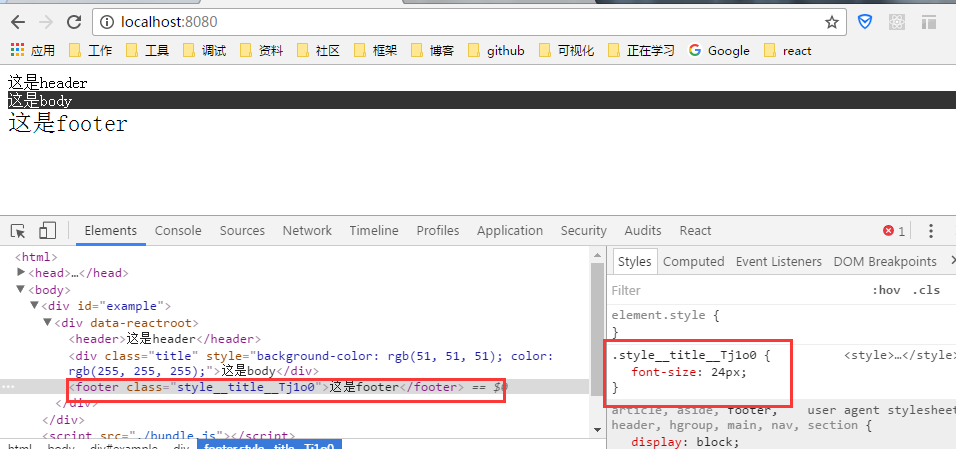 localhost:8080
应用 工作 工具 调试 资料 社区 框架 博客 github 可视化 正在学习 Google react
这是header
这是body
这是footer
Elements Console Sources Network Timeline Profiles Application Security Audits React 1
<html>
<head>…</head>
<body>
<div id="example">
<div data-reactroot>
<header>这是header</header>
<div class="title" style="background-color: rgb(51, 51, 51); color:
rgb(255, 255, 255);">这是body</div>
<footer class="style__title__Tj1o0">这是footer</footer> == $0
</div>
</div>
<script src="./bundle.js"></script>
html body div#example div footer.style__title__Tj1o0
Styles Computed Event Listeners DOM Breakpoints
Filter :hov .cls
element.style {
}
.style__title__Tj1o0 { <style>…</style>
font-size: 24px;
}
article, aside, footer, user agent stylesheet
header, hgroup, main, nav, section {
display: block;